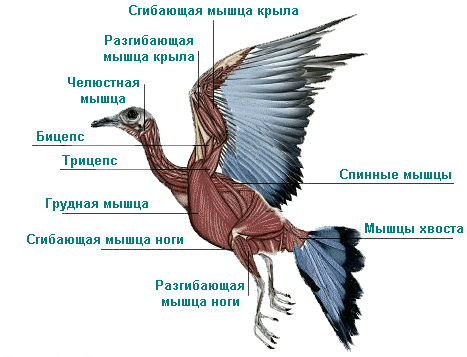 Сгибающая мышца крыла
Разгибающая
мышца крыла
Челюстная
мышца
Бицепс
Трицепс
Спинные мышцы
Грудная мышца
Мышцы хвоста
Сгибающая мышца ноги
Разгибающая
мышца ноги